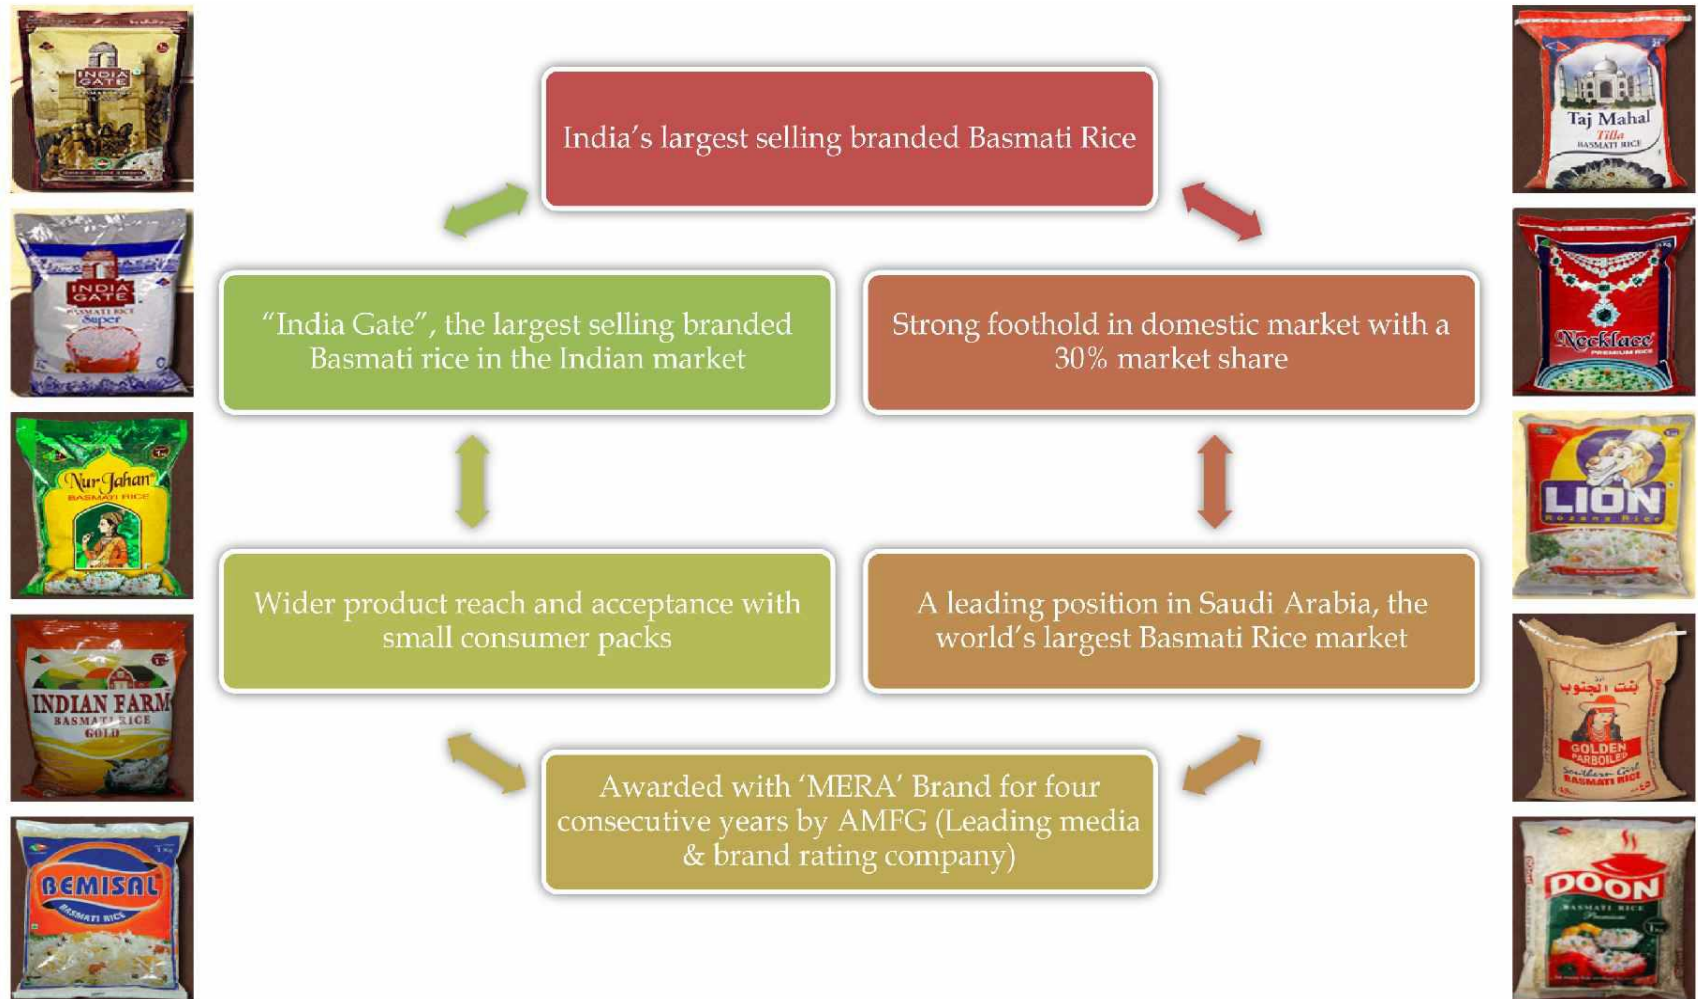 India's largest selling branded Basmati Rice
“India Gate”, the largest selling branded
Basmati rice in the Indian market
Strong foothold in domestic market with a
30% market share
Wider product reach and acceptance with
small consumer packs
A leading position in Saudi Arabia, the
world's largest Basmati Rice market
Awarded with ‘MERA’ Brand for four
consecutive years by AMFG (Leading media
& brand rating company)
INDIA
GATE
INDIA
GATE
BASMATI RICE
Super
Nur Jahan
BASMATI RICE
INDIAN FARM
BASMATI RICE
GOLD
BEMISAL
BASMATI RICE
Taj Mahal
Tilla
BASMATI RICE
Necklace
PREMIUM RICE
LION
Rozana Rice
بنت الجنوب
GOLDEN
PARBOILED
Southern Girl
BASMATI RICE
DOON
BASMATI RICE
Premium